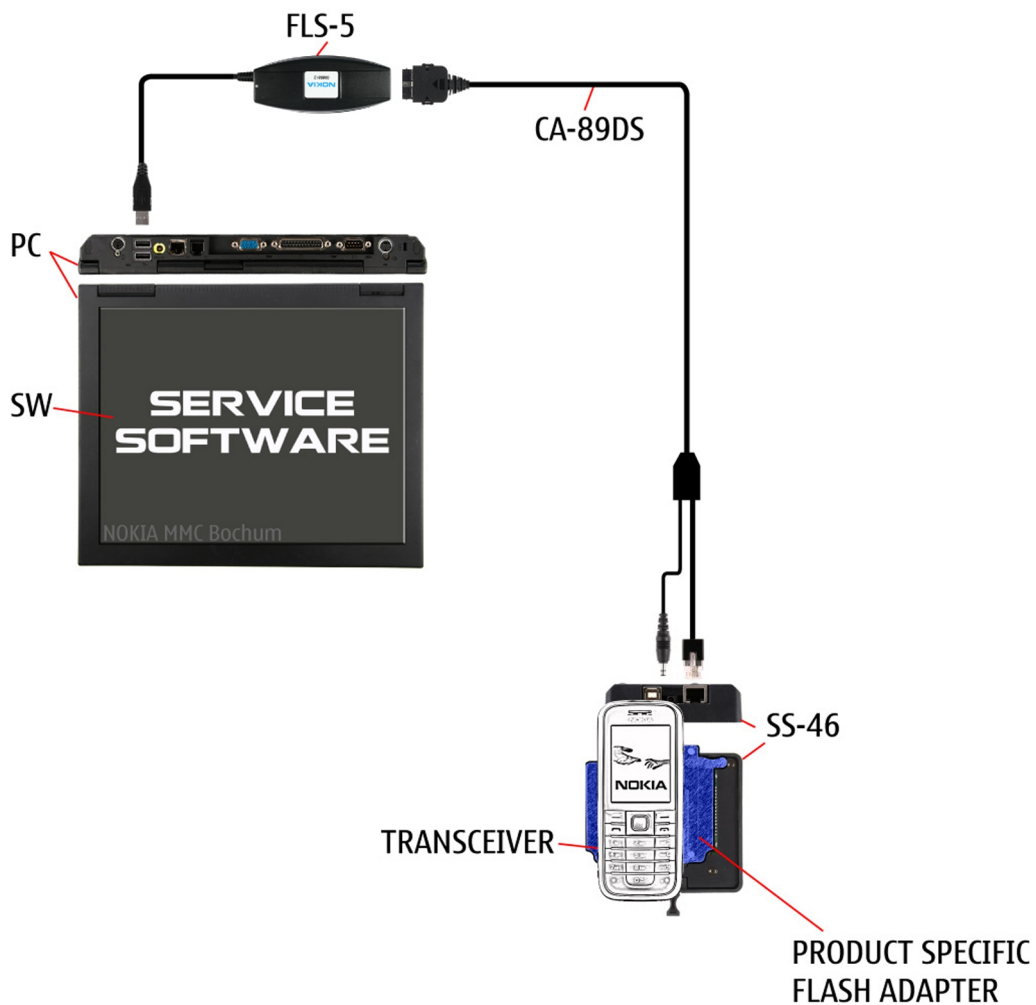 FLS-5
NOKIA
CA-89DS
PC
SW
SERVICE
SOFTWARE
NOKIA MMC Bochum
SS-46
NOKIA
TRANSCEIVER
PRODUCT SPECIFIC
FLASH ADAPTER